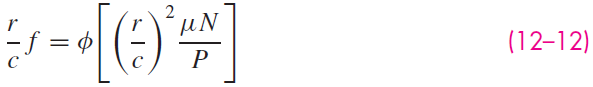 r/c f = ϕ[(r/c)² μN/P] (12–12)